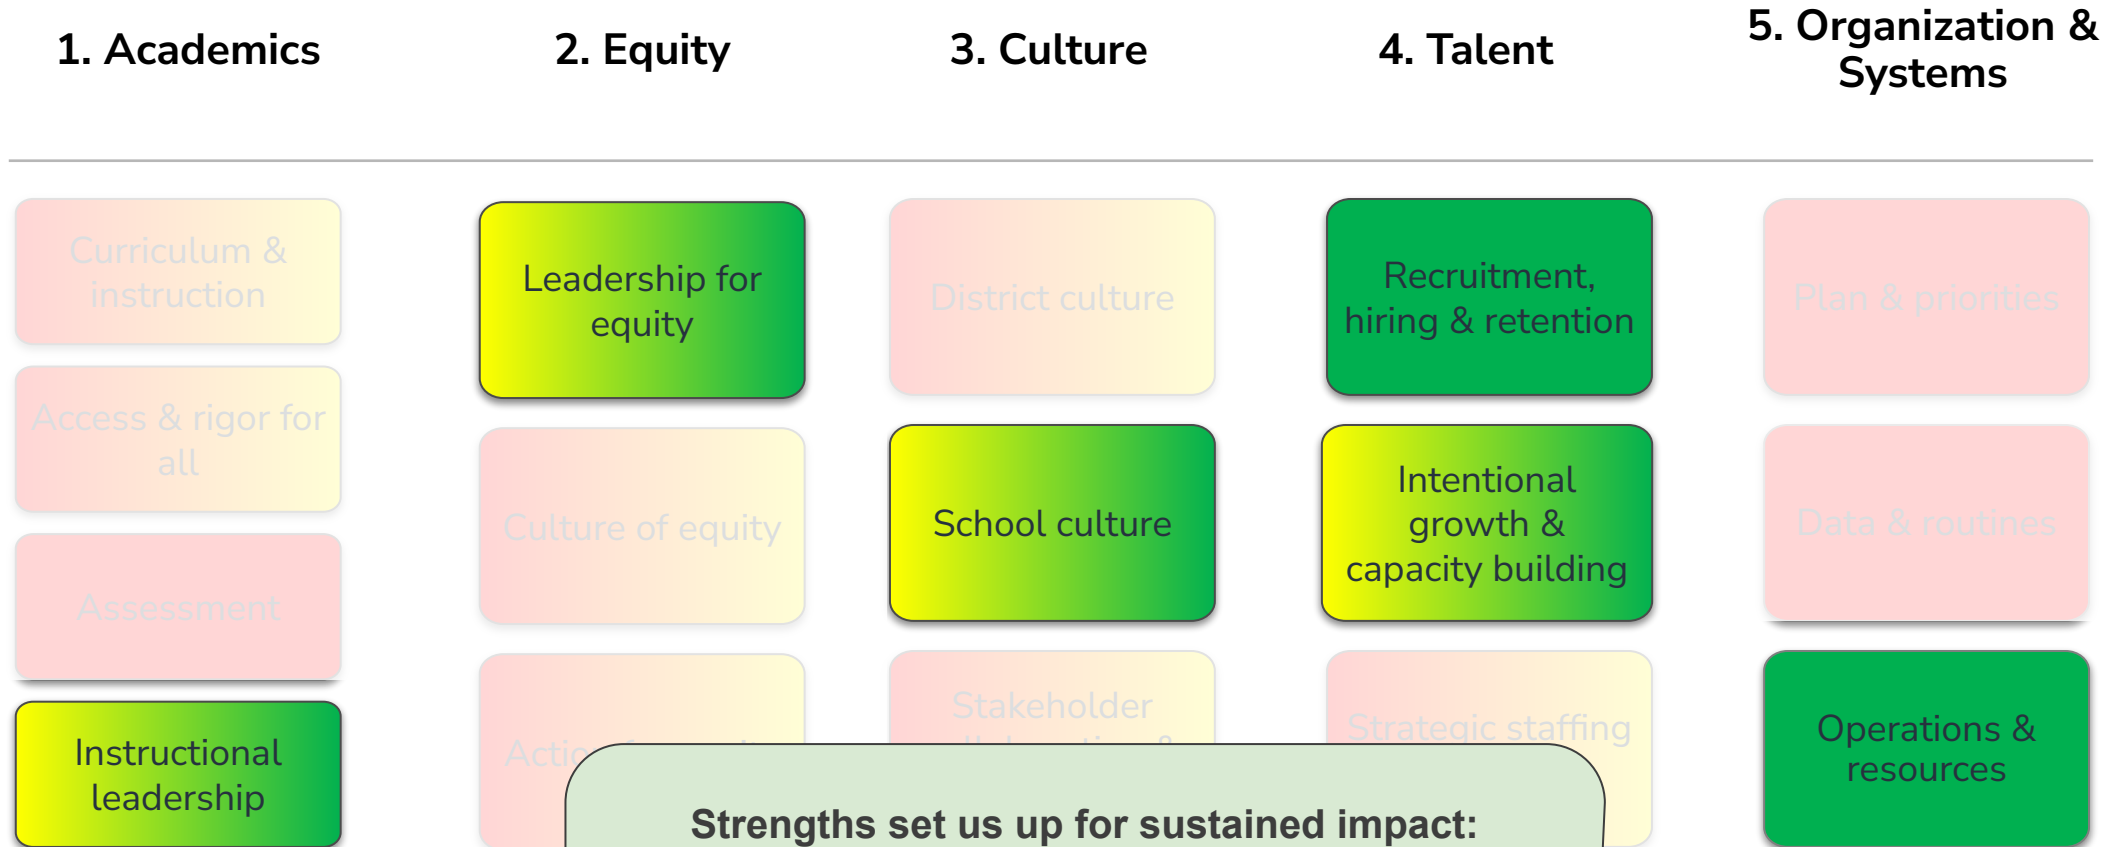 1. Academics
2. Equity
3. Culture
4. Talent
5. Organization &
Systems
Curriculum &
instruction
Access & rigor for
all
Assessment
Instructional
leadership
Leadership for
equity
Culture of equity
District culture
School culture
Stakeholder
&
Recruitment,
hiring & retention
Intentional
growth &
capacity building
Strategic staffing
Plan & priorities
Data & routines
Operations &
resources
Strengths set us up for sustained impact: